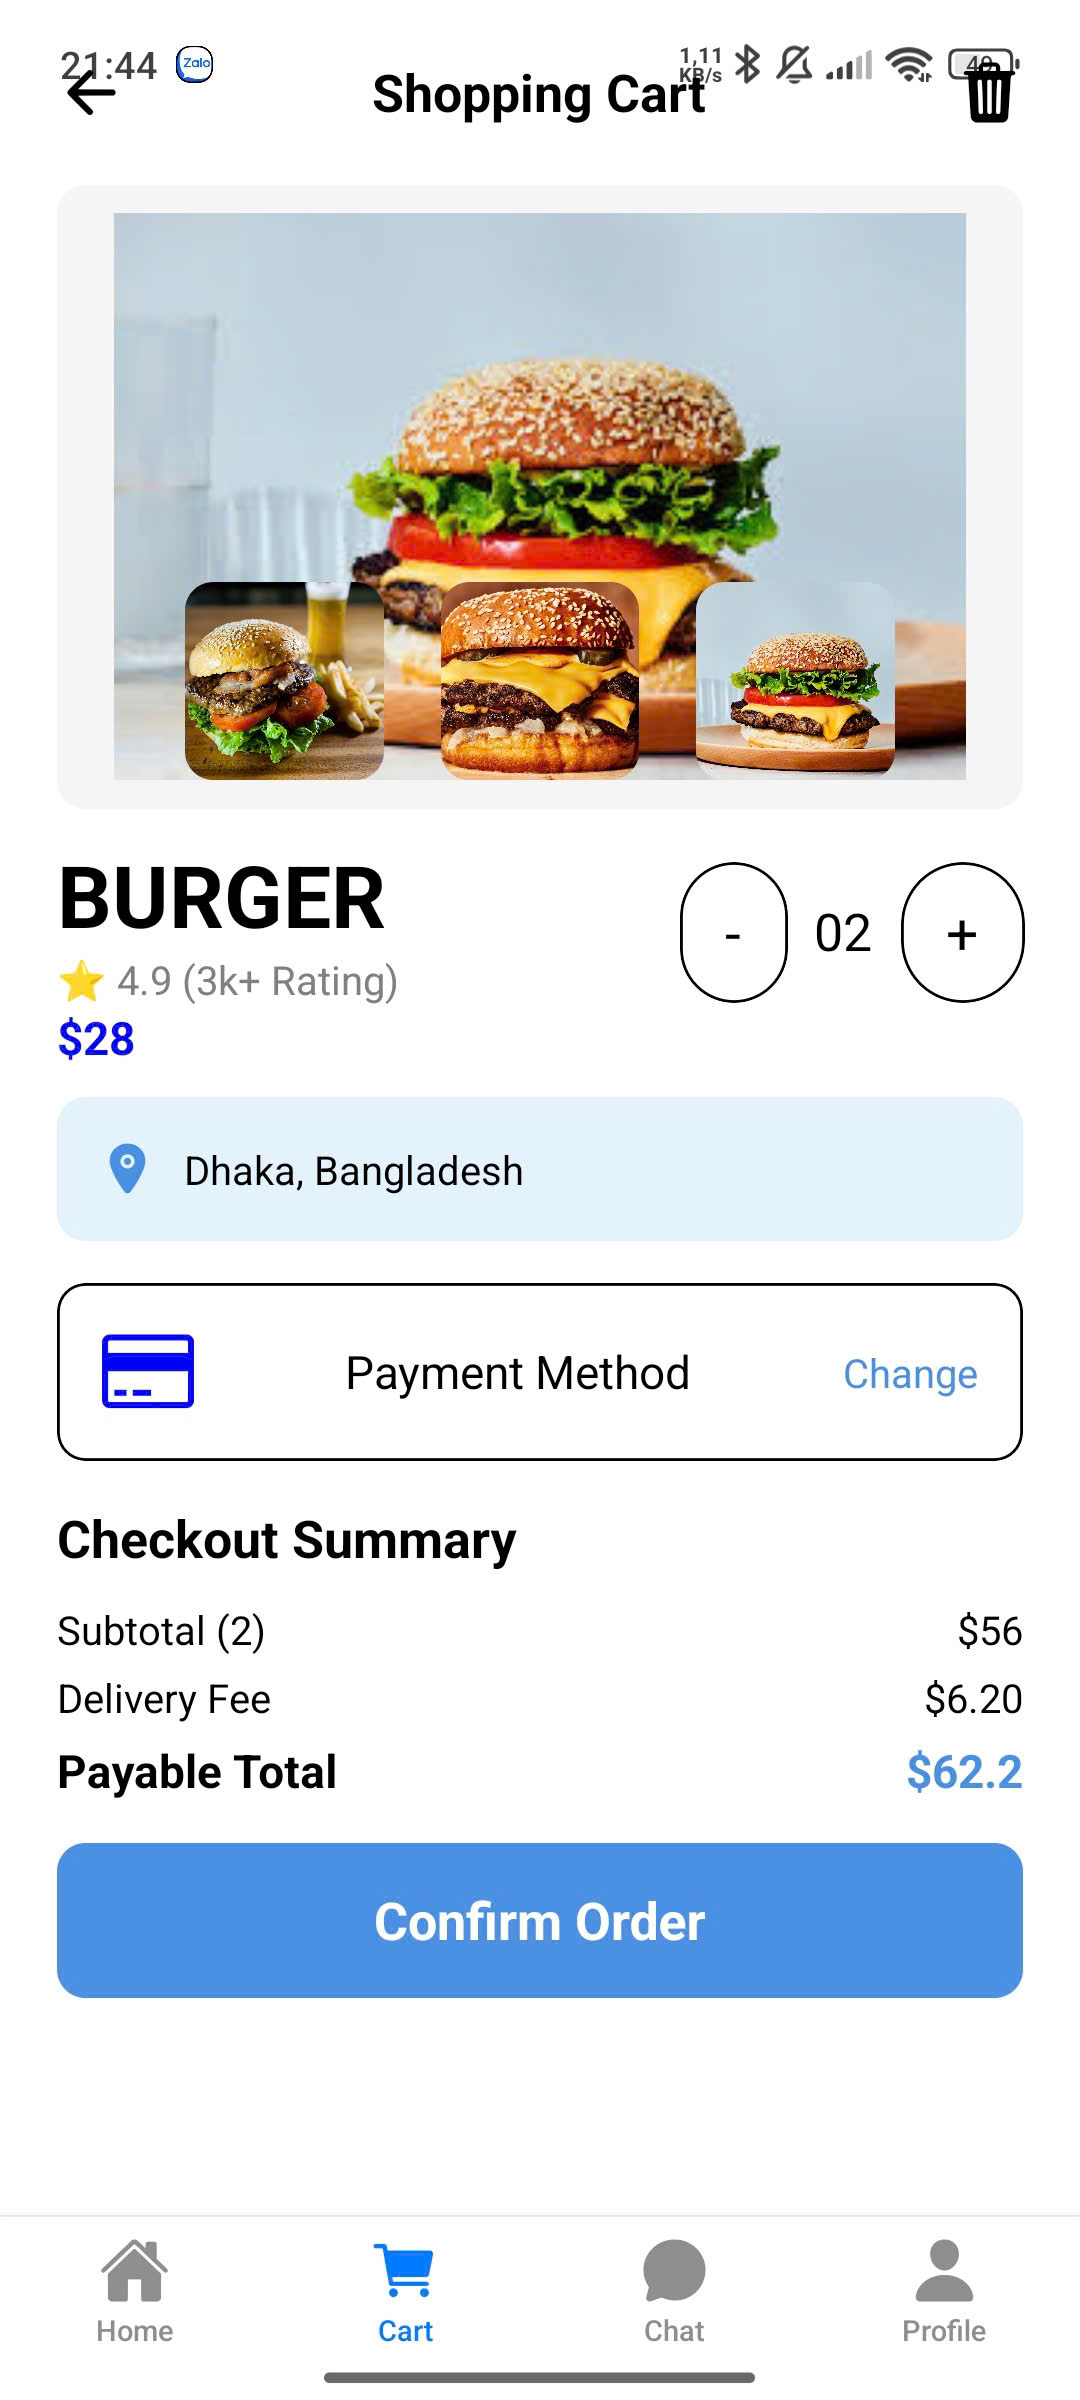 21:44 Zalo 1,11 KB/s 49
Shopping Cart
BURGER
- 02 +
4.9 (3k+ Rating)
$28
Dhaka, Bangladesh
Payment Method Change
Checkout Summary
Subtotal (2) $56
Delivery Fee $6.20
Payable Total $62.2
Confirm Order
Home Cart Chat Profile